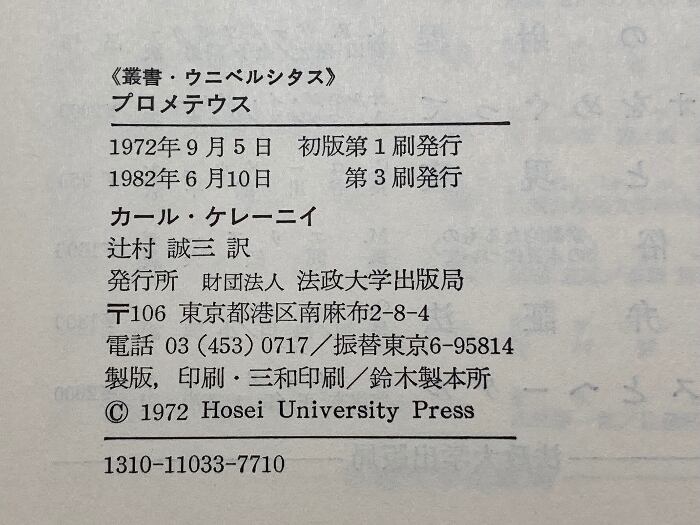 《叢書・ウニベルシタス》
プロメテウス
1972年9月5日 初版第1刷発行
1982年6月10日 第3刷発行
カール・ケレーニイ
辻村 誠三 訳
発行所 財団法人 法政大学出版局
〒106 東京都港区南麻布2-8-4
電話 03(453)0717/振替東京6-95814
製版,印刷・三和印刷/鈴木製本所
© 1972 Hosei University Press
1310-11033-7710